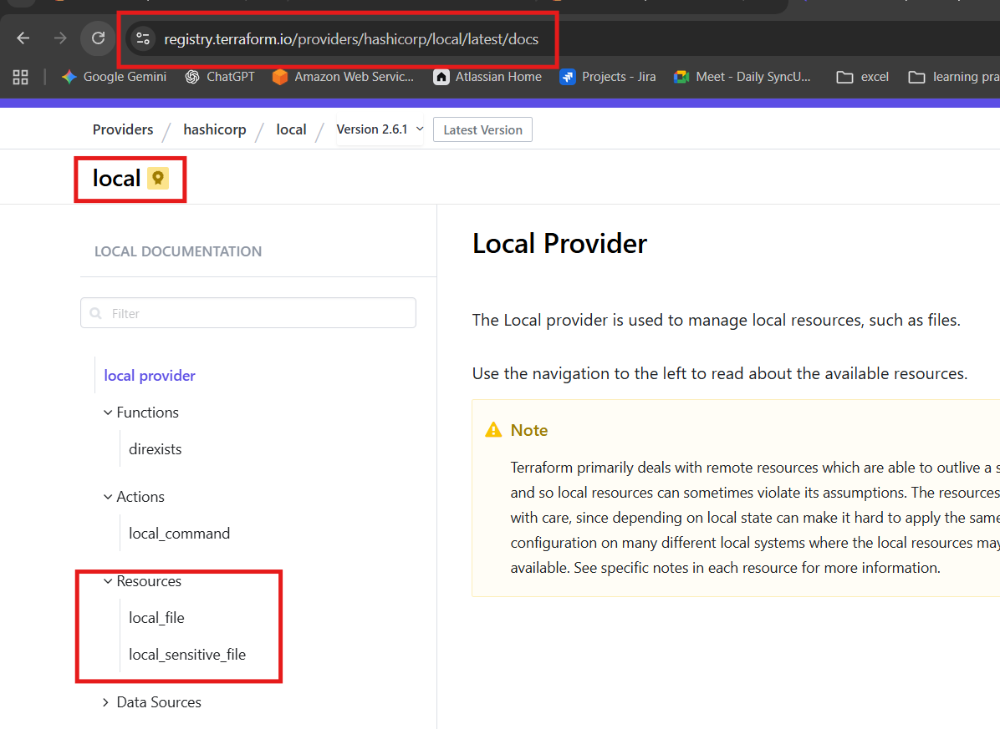 registry.terraform.io/providers/hashicorp/local/latest/docs
Google Gemini ChatGPT Amazon Web Servic... Atlassian Home Projects - Jira Meet - Daily SyncU... excel learning pra
Providers / hashicorp / local / Version 2.6.1 Latest Version
local
LOCAL DOCUMENTATION
Filter
local provider
Functions
direxists
Actions
local_command
Resources
local_file
local_sensitive_file
Data Sources
Local Provider
The Local provider is used to manage local resources, such as files.
Use the navigation to the left to read about the available resources.
Note
Terraform primarily deals with remote resources which are able to outlive a s
and so local resources can sometimes violate its assumptions. The resources
with care, since depending on local state can make it hard to apply the same
configuration on many different local systems where the local resources may
available. See specific notes in each resource for more information.